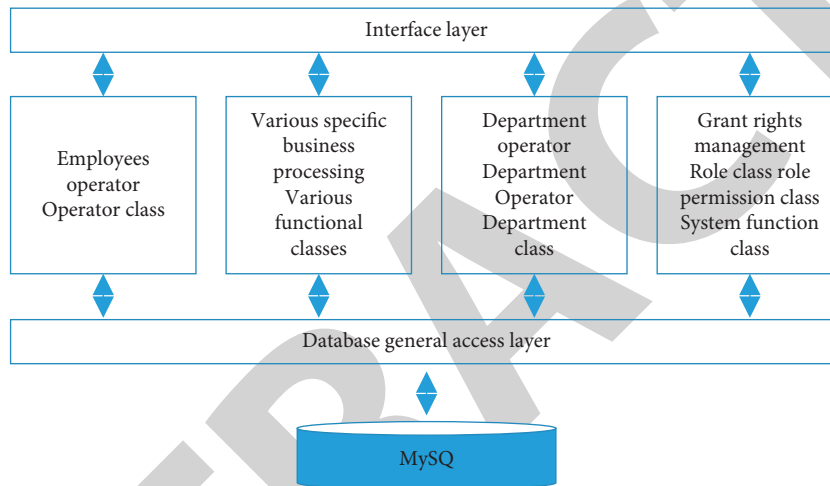 Interface layer
Employees
operator
Operator class
Various specific
business
processing
Various
functional
classes
Department
operator
Department
Operator
Department
class
Grant rights
management
Role class role
permission class
System function
class
Database general access layer
MySQ